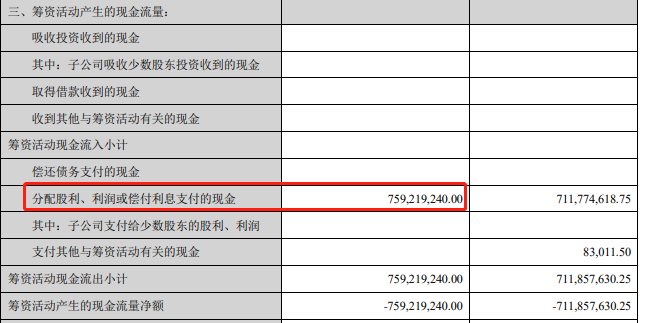 三、筹资活动产生的现金流量：
吸收投资收到的现金
其中：子公司吸收少数股东投资收到的现金
取得借款收到的现金
收到其他与筹资活动有关的现金
筹资活动现金流入小计
偿还债务支付的现金
分配股利、利润或偿付利息支付的现金 759,219,240.00 711,774,618.75
其中：子公司支付给少数股东的股利、利润
支付其他与筹资活动有关的现金 83,011.50
筹资活动现金流出小计 759,219,240.00 711,857,630.25
筹资活动产生的现金流量净额 -759,219,240.00 -711,857,630.25